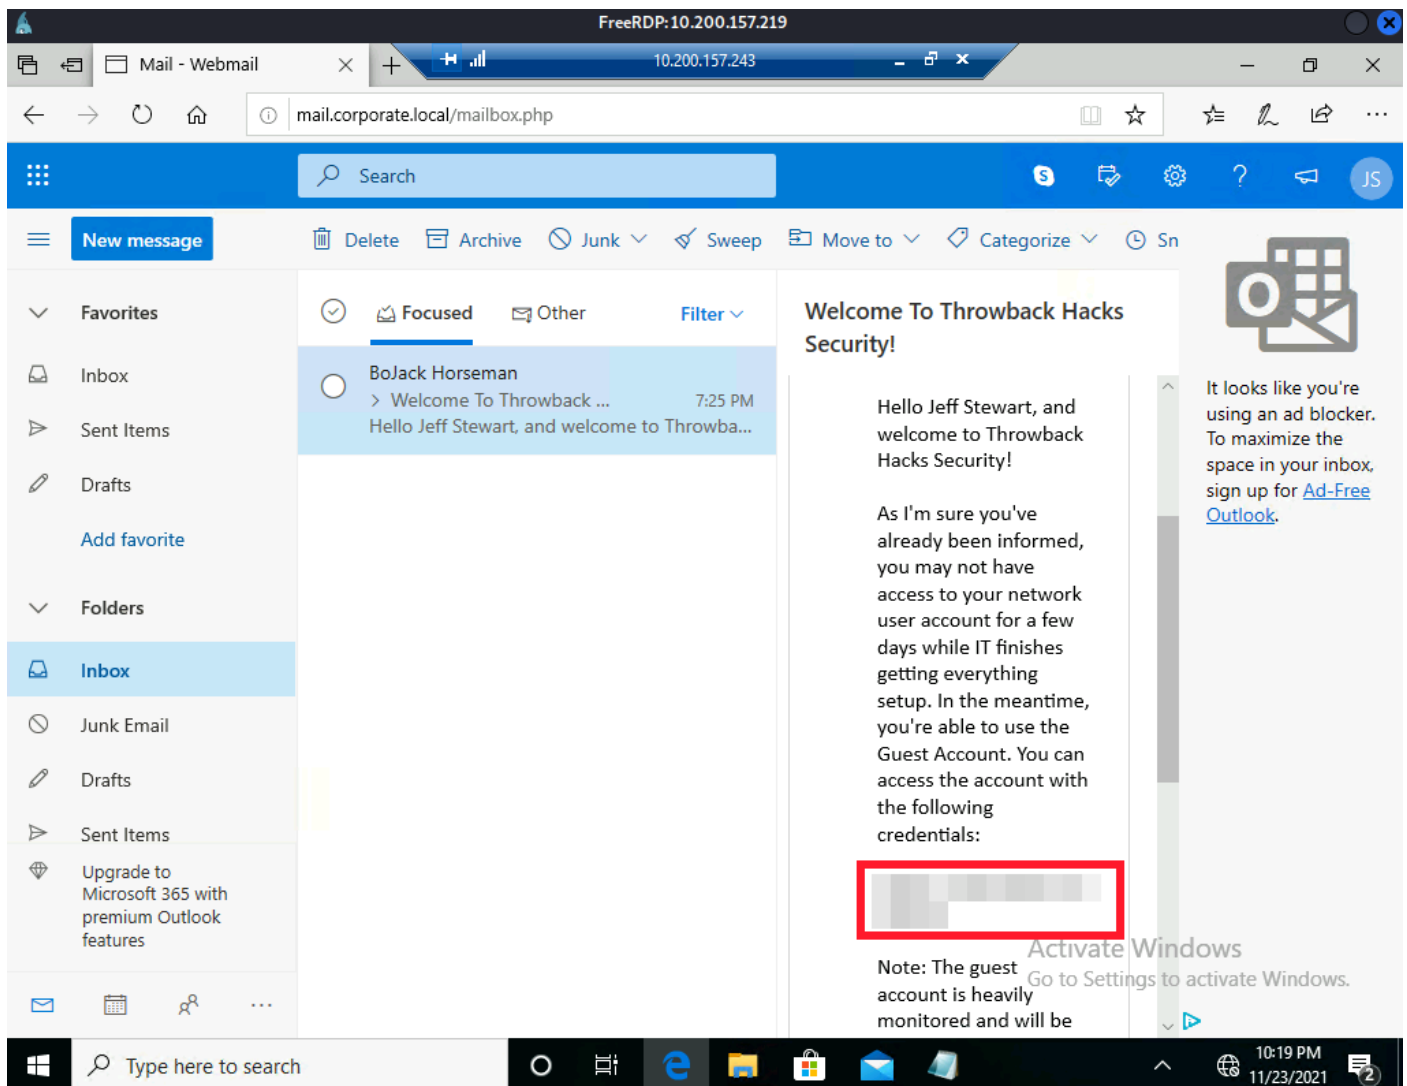 FreeRDP: 10.200.157.219
Mail - Webmail
10.200.157.243
mail.corporate.local/mailbox.php
Search
JS
New message
Delete
Archive
Junk
Sweep
Move to
Categorize
Sn
Favorites
Inbox
Sent Items
Drafts
Add favorite
Folders
Inbox
Junk Email
Drafts
Sent Items
Upgrade to
Microsoft 365 with
premium Outlook
features
Focused
Other
Filter
BoJack Horseman
> Welcome To Throwback ...
7:25 PM
Hello Jeff Stewart, and welcome to Throwba...
Welcome To Throwback Hacks
Security!
Hello Jeff Stewart, and
welcome to Throwback
Hacks Security!
As I'm sure you've
already been informed,
you may not have
access to your network
user account for a few
days while IT finishes
getting everything
setup. In the meantime,
you're able to use the
Guest Account. You can
access the account with
the following
credentials:
Note: The guest
account is heavily
monitored and will be
It looks like you're
using an ad blocker.
To maximize the
space in your inbox,
sign up for Ad-Free
Outlook.
Activate Windows
Go to Settings to activate Windows.
Type here to search
10:19 PM
11/23/2021
2